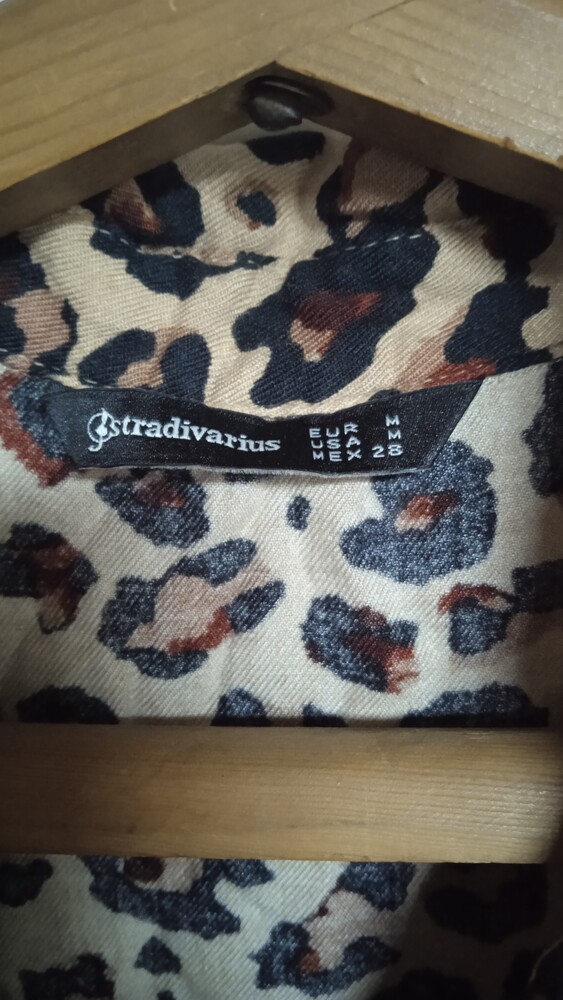 stradivarius
EUR M
USA M
MEX 28